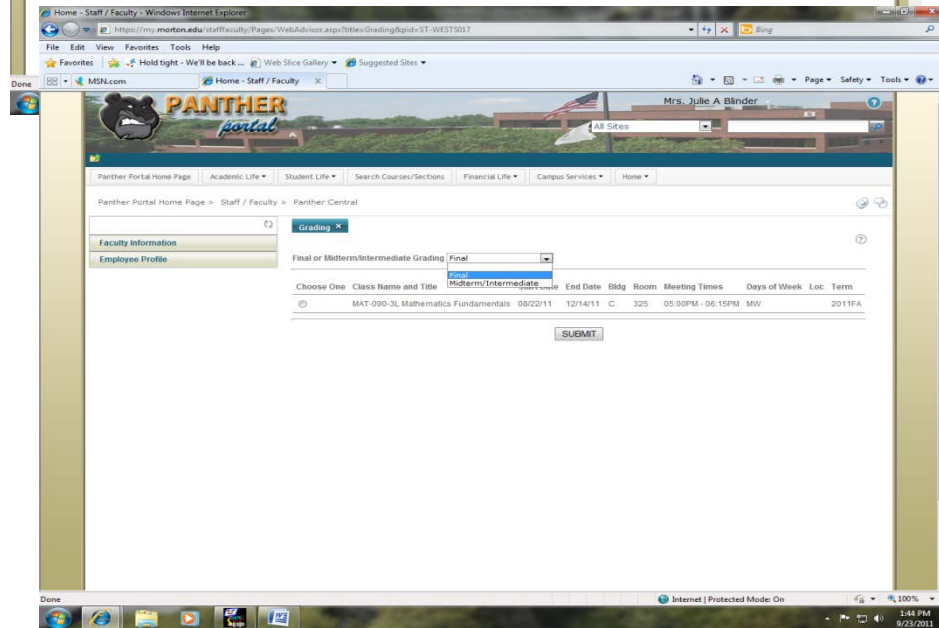 Home - Staff / Faculty - Windows Internet Explorer
https://my.morton.edu/stafffaculty/Pages/WebAdvisor.aspx?title=Grading&pid=ST-WESTS017
Bing
File Edit View Favorites Tools Help
Favorites Hold tight - We'll be back ... Web Slice Gallery Suggested Sites
Done
MSN.com Home - Staff / Faculty X
Page Safety Tools
PANTHER
portal
Mrs. Julie A Blinder
All Sites
Panther Portal Home Page Academic Life Student Life Search Courses/Sections Financial Life Campus Services Home
Panther Portal Home Page > Staff / Faculty > Panther Central
Grading ×
Faculty Information
Employee Profile
Final or Midterm/Intermediate Grading Final
Final
Midterm/Intermediate
Choose One Class Name and Title Start Date End Date Bldg Room Meeting Times Days of Week Loc Term
MAT-090-3L Mathematics Fundamentals 08/22/11 12/14/11 C 325 05:00PM - 06:15PM MW 2011FA
SUBMIT
Done
Internet | Protected Mode: On
100%
1:44 PM
9/23/2011